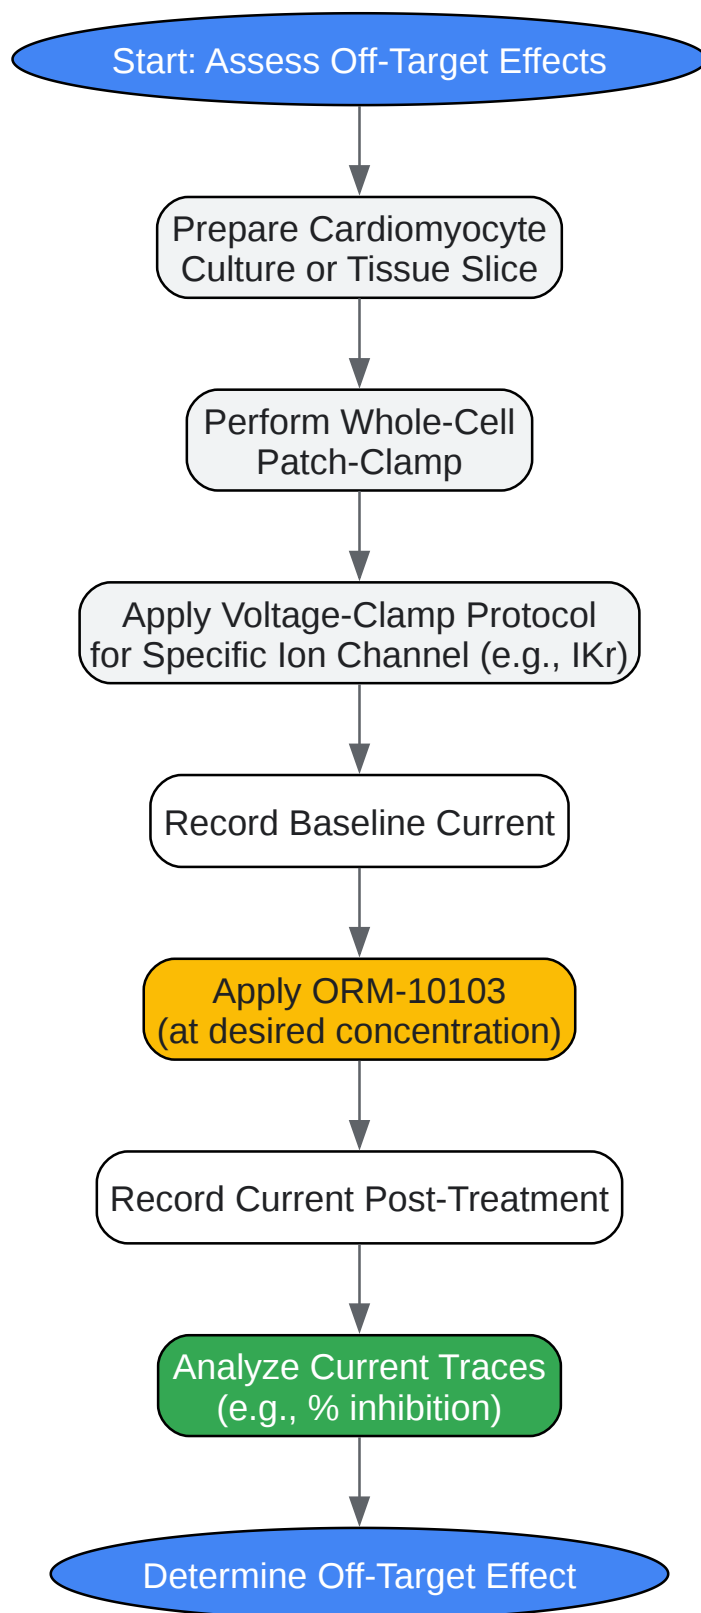 Start: Assess Off-Target Effects
Prepare Cardiomyocyte
Culture or Tissue Slice
Perform Whole-Cell
Patch-Clamp
Apply Voltage-Clamp Protocol
for Specific Ion Channel (e.g., IKr)
Record Baseline Current
Apply ORM-10103
(at desired concentration)
Record Current Post-Treatment
Analyze Current Traces
(e.g., % inhibition)
Determine Off-Target Effect